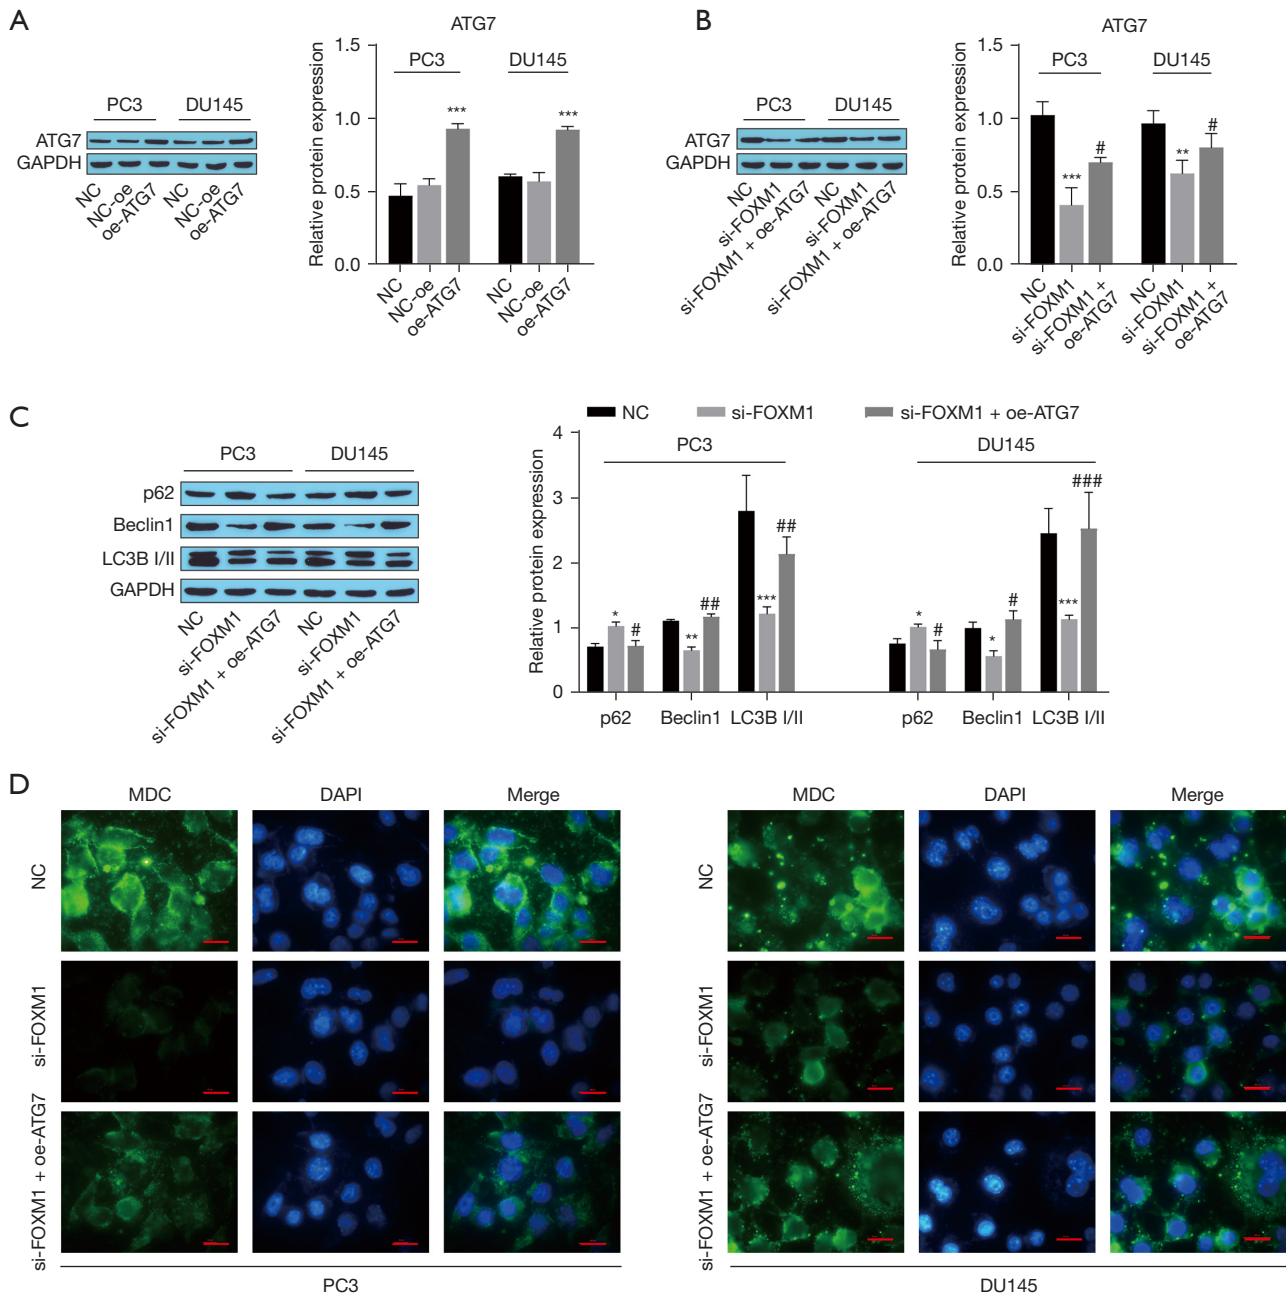 A
ATG7
PC3 DU145
ATG7
GAPDH
NC
NC-oe
oe-ATG7
NC
NC-oe
oe-ATG7
Relative protein expression
1.5
1.0
0.5
0.0
PC3
DU145
***
***
NC
NC-oe
oe-ATG7
NC
NC-oe
oe-ATG7
B
ATG7
PC3 DU145
ATG7
GAPDH
NC
si-FOXM1
si-FOXM1 + oe-ATG7
NC
si-FOXM1
si-FOXM1 + oe-ATG7
Relative protein expression
1.5
1.0
0.5
0.0
PC3
DU145
***
#
**
#
NC
si-FOXM1
si-FOXM1 +
oe-ATG7
NC
si-FOXM1
si-FOXM1 +
oe-ATG7
C
PC3 DU145
p62
Beclin1
LC3B I/II
GAPDH
NC
si-FOXM1
si-FOXM1 + oe-ATG7
NC
si-FOXM1
si-FOXM1 + oe-ATG7
NC si-FOXM1 si-FOXM1 + oe-ATG7
Relative protein expression
4
3
2
1
0
PC3
DU145
*
#
**
##
***
##
*
#
*
#
***
###
p62 Beclin1 LC3B I/II p62 Beclin1 LC3B I/II
D
MDC DAPI Merge MDC DAPI Merge
NC
si-FOXM1
si-FOXM1 + oe-ATG7
NC
si-FOXM1
si-FOXM1 + oe-ATG7
PC3
DU145